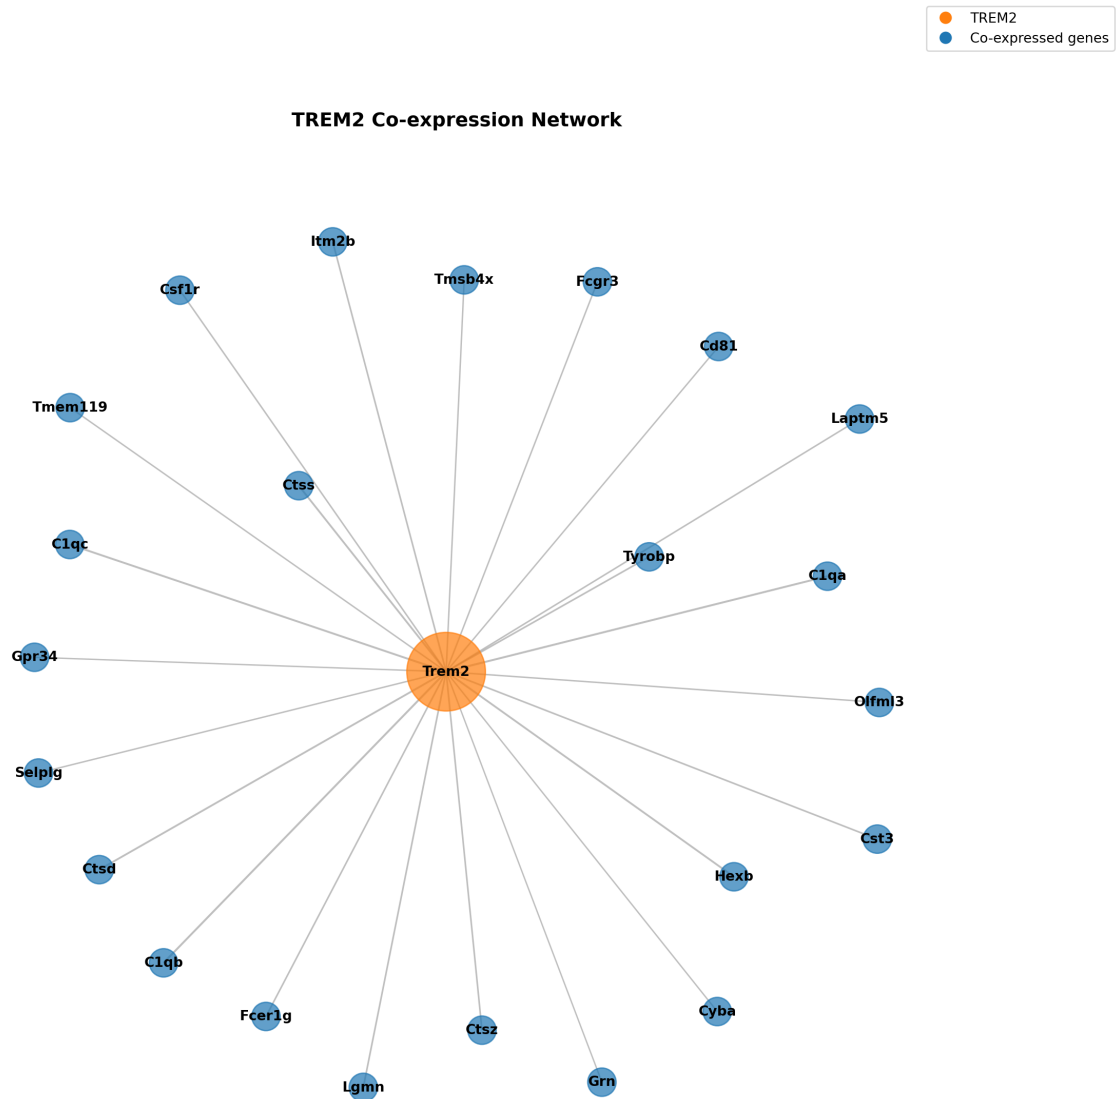 TREM2
Co-expressed genes
TREM2 Co-expression Network
Itm2b
Tmsb4x
Fcgr3
Csf1r
Cd81
Tmem119
Laptm5
Ctss
C1qc
Tyrobp
C1qa
Gpr34
Trem2
Olfml3
Selplg
Cst3
Ctsd
Hexb
C1qb
Cyba
Fcer1g
Ctsz
Grn
Lgmn